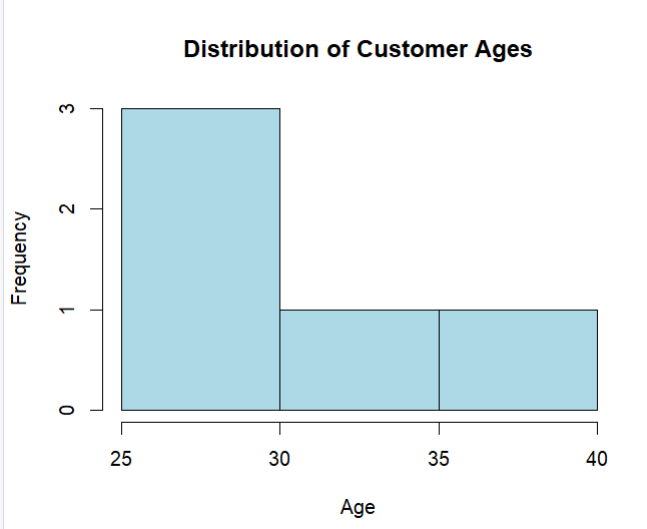 Distribution of Customer Ages
3
2
1
0
Frequency
25 30 35 40
Age